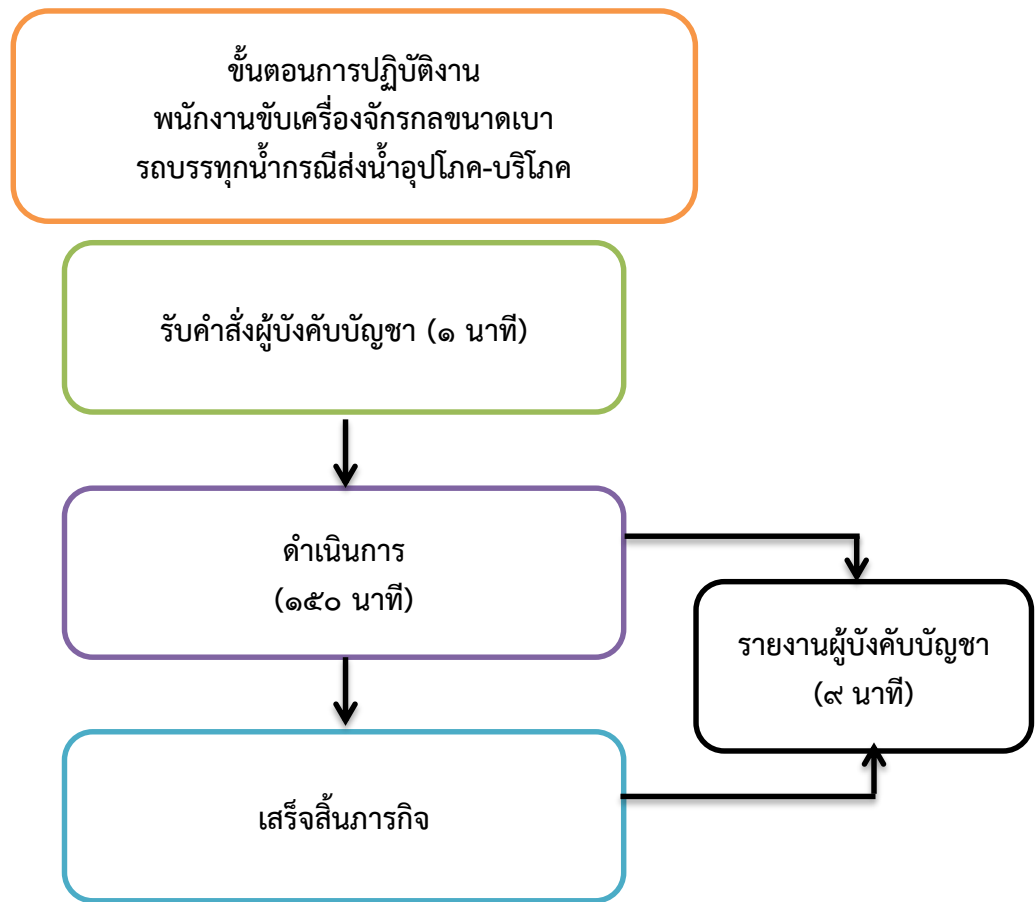 ขั้นตอนการปฏิบัติงาน
พนักงานขับเครื่องจักรกลขนาดเบา
รถบรรทุกน้ำกรณีส่งน้ำอุปโภค-บริโภค
รับคำสั่งผู้บังคับบัญชา (๑ นาที)
ดำเนินการ
(๑๕๐ นาที)
รายงานผู้บังคับบัญชา
(๙ นาที)
เสร็จสิ้นภารกิจ